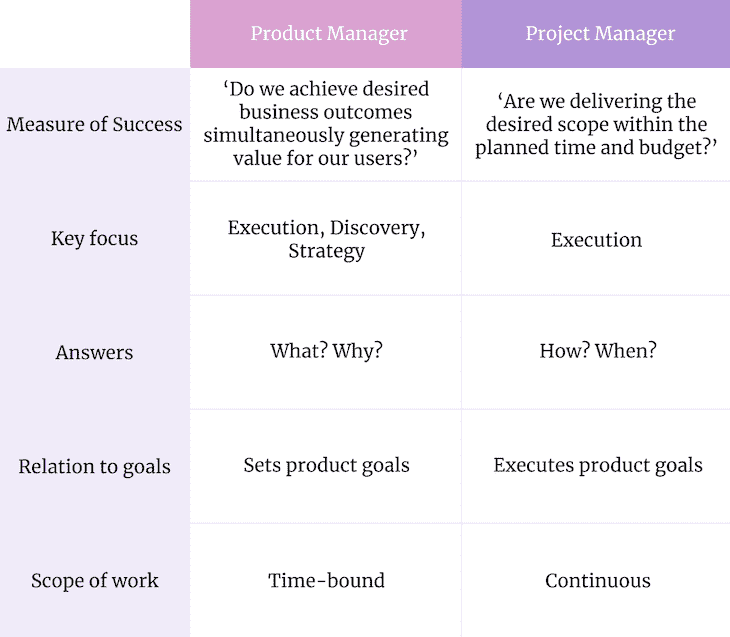 Product Manager
Project Manager
Measure of Success
‘Do we achieve desired
business outcomes
simultaneously generating
value for our users?’
‘Are we delivering the
desired scope within the
planned time and budget?’
Key focus
Execution, Discovery,
Strategy
Execution
Answers
What? Why?
How? When?
Relation to goals
Sets product goals
Executes product goals
Scope of work
Time-bound
Continuous